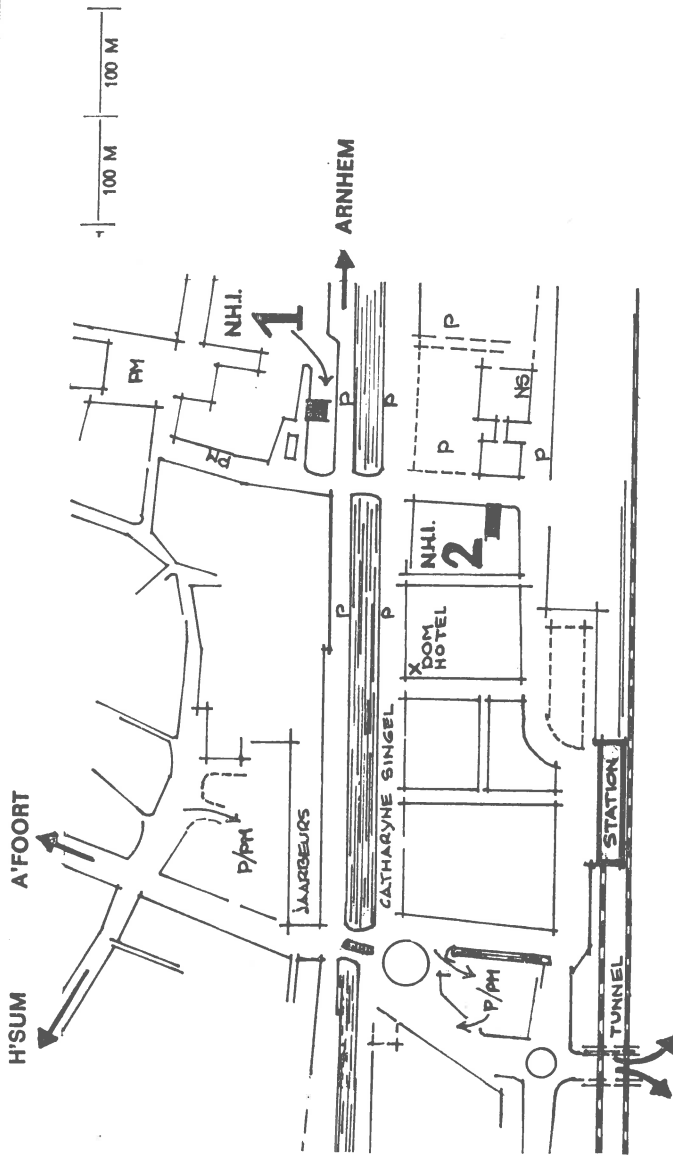 H'SUM
A'FOORT
P/PM
PM
PM
N.H.I.
1
JAARBEURS
P
P
ARNHEM
100 M
100 M
CATHARYNE SINGEL
P
P
X DOM
HOTEL
N.H.I.
2
P
P
NS
P
P/PM
STATION
TUNNEL